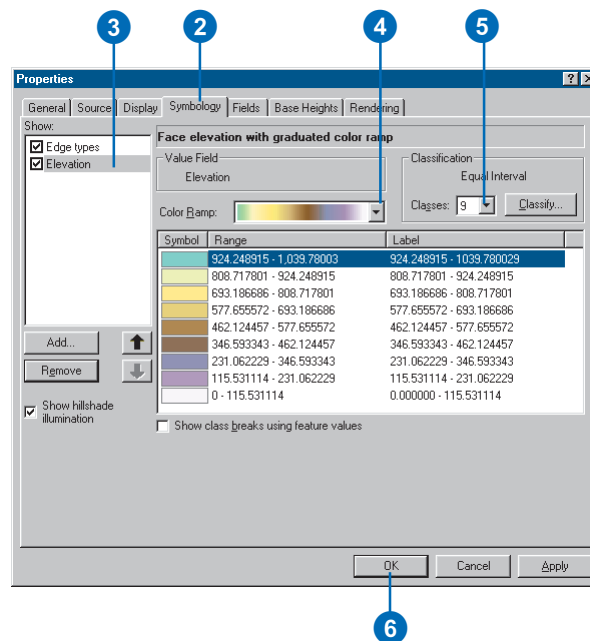 3 2 4 5
Properties
General Source Display Symbology Fields Base Heights Rendering
Show:
Edge types
Elevation
Add...
Remove
Show hillshade
illumination
Face elevation with graduated color ramp
Value Field
Elevation
Classification
Equal Interval
Color Ramp:
Classes: 9 Classify...
Symbol Range Label
924.248915 - 1,039.78003 924.248915 - 1039.780029
808.717801 - 924.248915 808.717801 - 924.248915
693.186686 - 808.717801 693.186686 - 808.717801
577.655572 - 693.186686 577.655572 - 693.186686
462.124457 - 577.655572 462.124457 - 577.655572
346.593343 - 462.124457 346.593343 - 462.124457
231.062229 - 346.593343 231.062229 - 346.593343
115.531114 - 231.062229 115.531114 - 231.062229
0 - 115.531114 0.000000 - 115.531114
Show class breaks using feature values
OK Cancel Apply
6